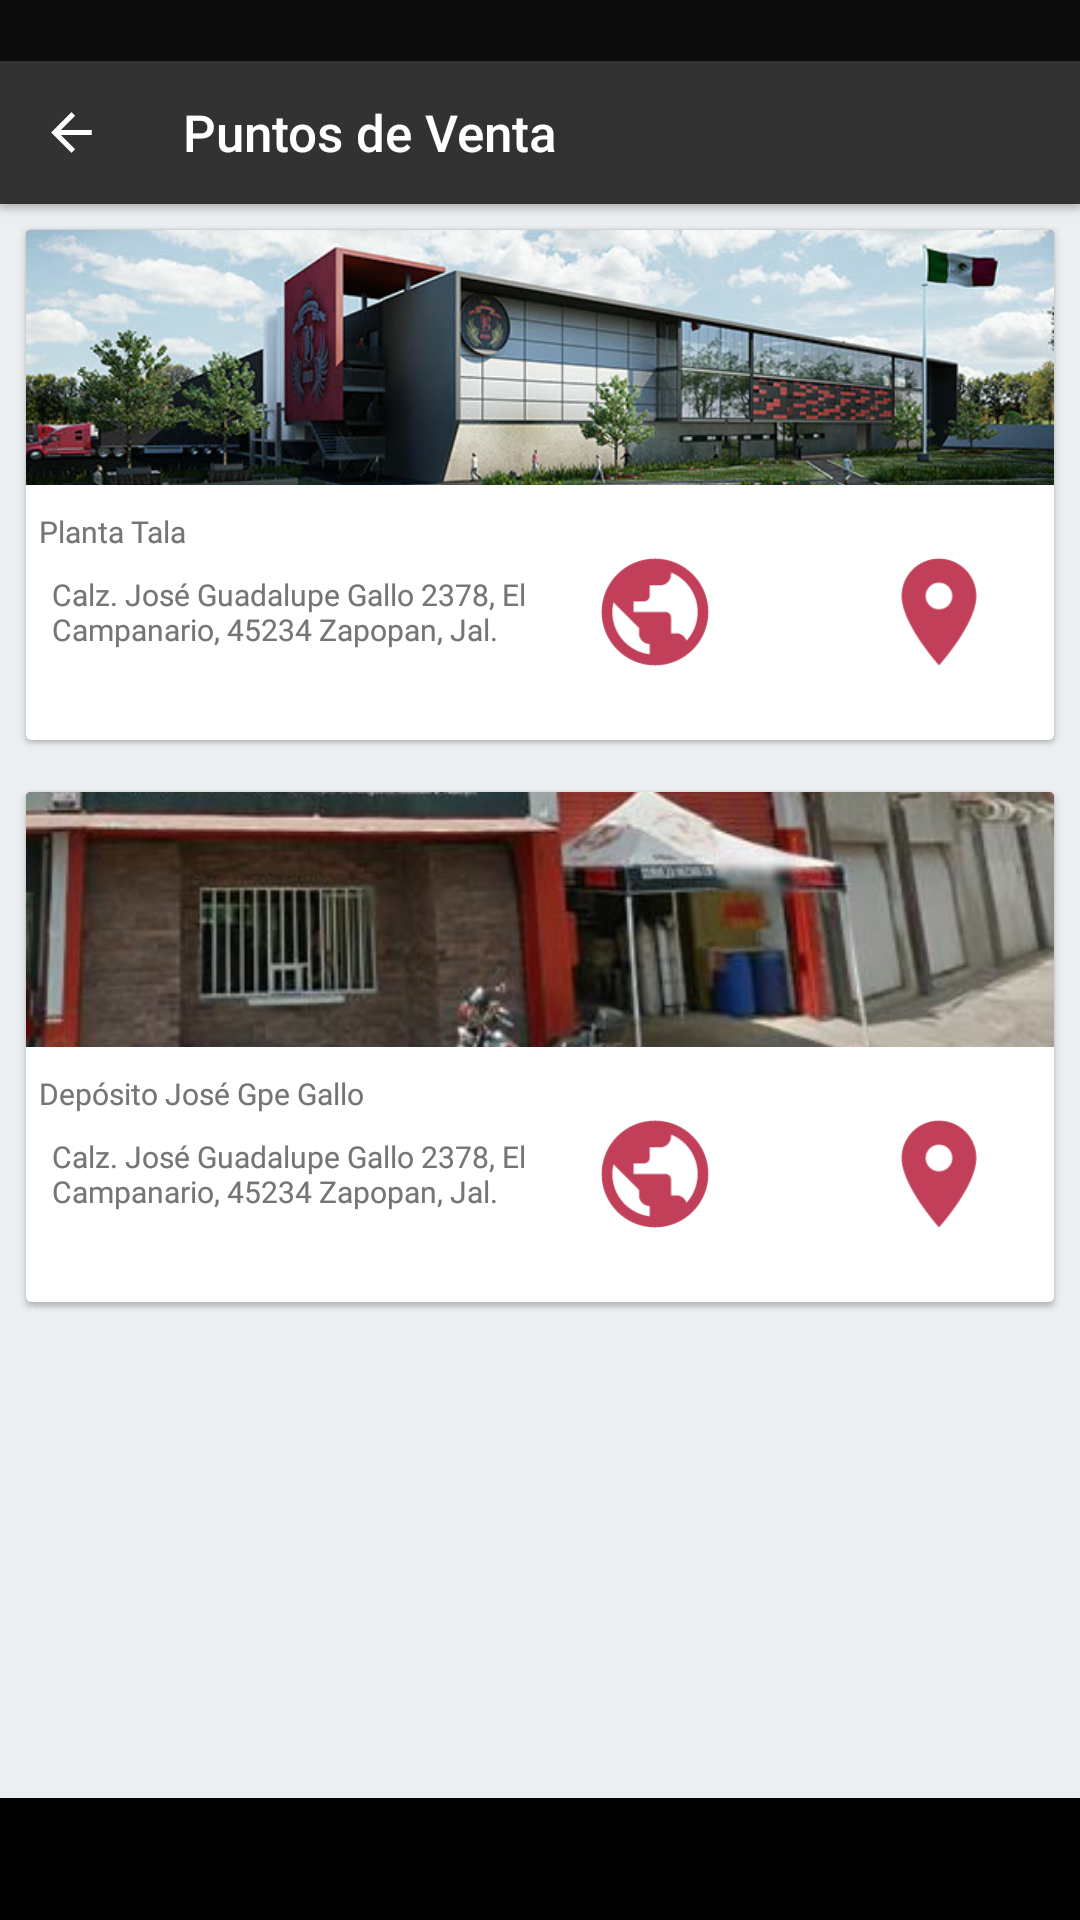 Puntos de Venta
Planta Tala
Calz. José Guadalupe Gallo 2378, El
Campanario, 45234 Zapopan, Jal.
Depósito José Gpe Gallo
Calz. José Guadalupe Gallo 2378, El
Campanario, 45234 Zapopan, Jal.